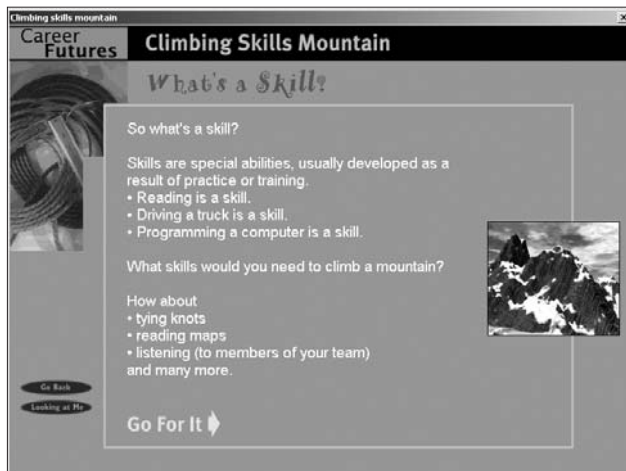 Climbing skills mountain
Career
Futures
Climbing Skills Mountain
What's a Skill?
So what's a skill?
Skills are special abilities, usually developed as a
result of practice or training.
• Reading is a skill.
• Driving a truck is a skill.
• Programming a computer is a skill.
What skills would you need to climb a mountain?
How about
• tying knots
• reading maps
• listening (to members of your team)
and many more.
Go Back
Looking at Me
Go For It